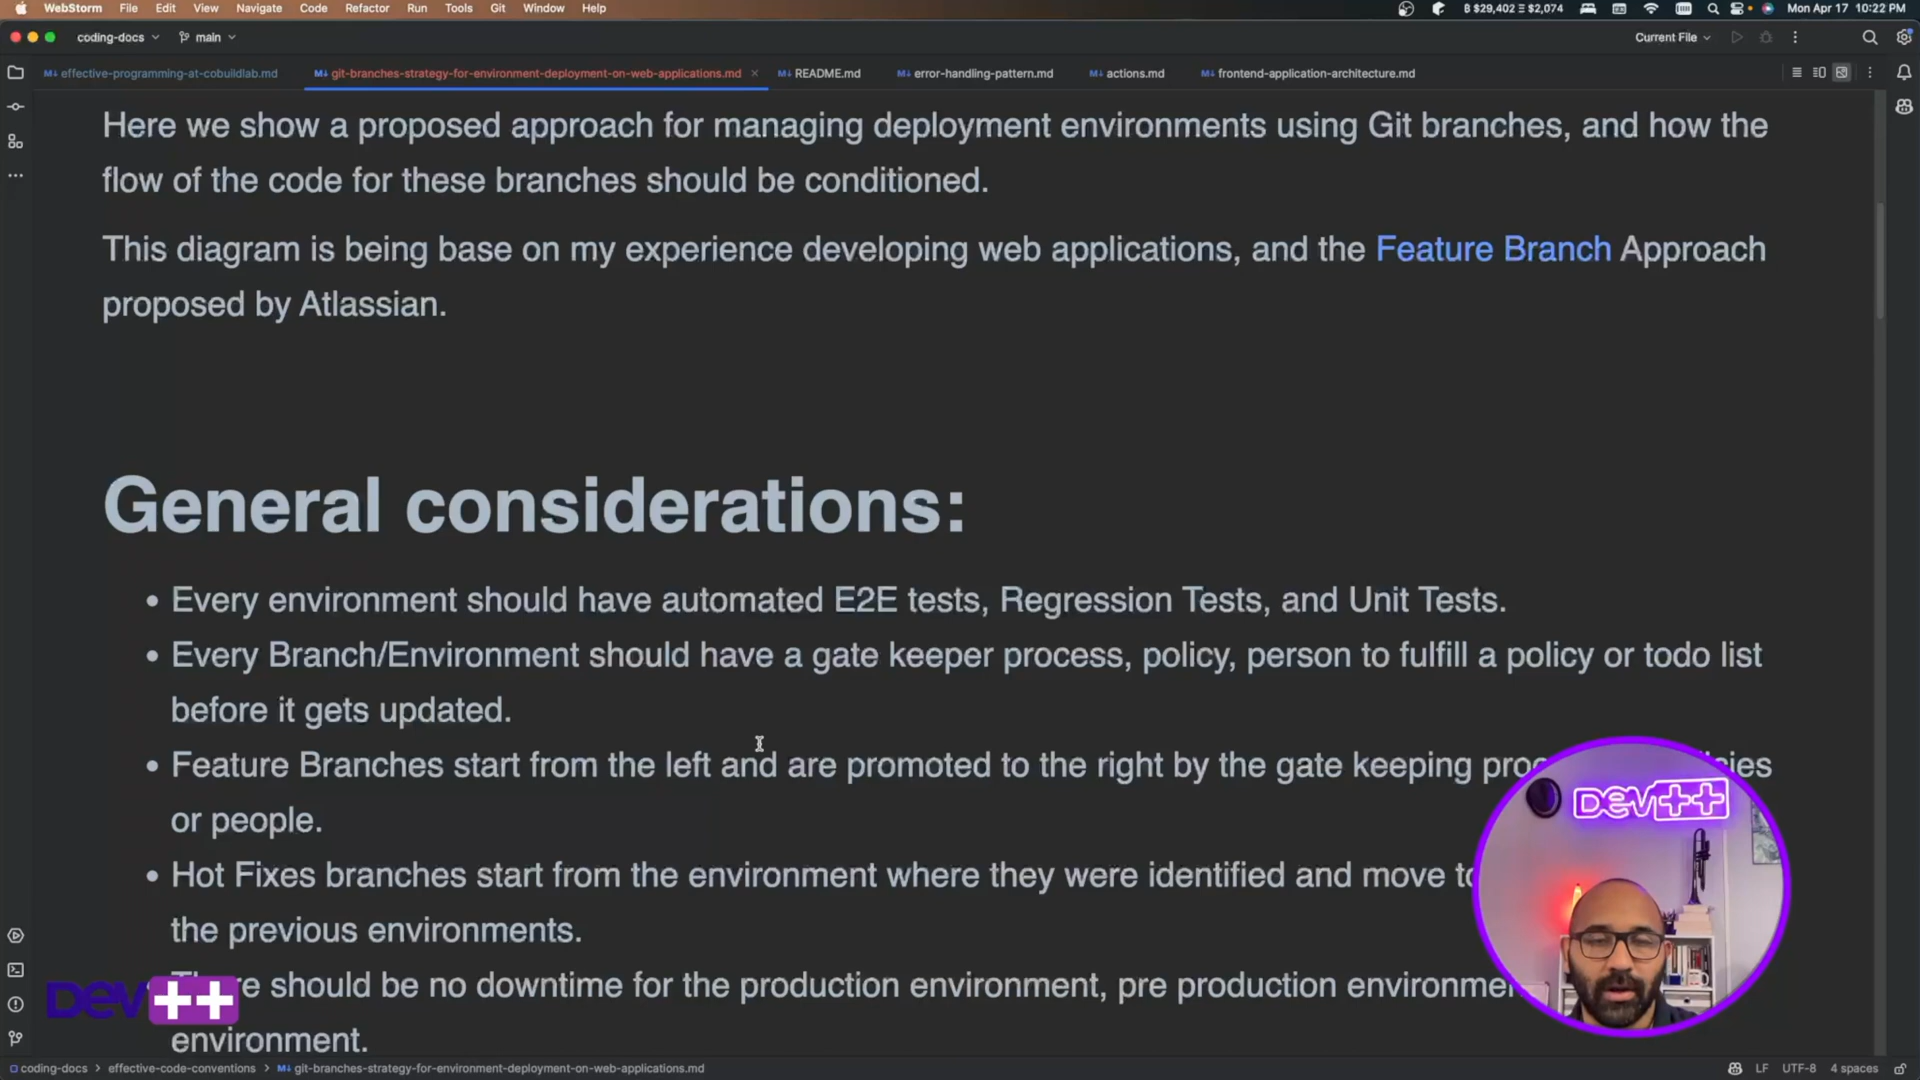 WebStorm File Edit View Navigate Code Refactor Run Tools Git Window Help
$29,402 $2,074 Mon Apr 17 10:22 PM
coding-docs main Current File
effective-programming-at-cobuildlab.md git-branches-strategy-for-environment-deployment-on-web-applications.md README.md error-handling-pattern.md actions.md frontend-application-architecture.md
Here we show a proposed approach for managing deployment environments using Git branches, and how the
flow of the code for these branches should be conditioned.
This diagram is being base on my experience developing web applications, and the Feature Branch Approach
proposed by Atlassian.
General considerations:
• Every environment should have automated E2E tests, Regression Tests, and Unit Tests.
• Every Branch/Environment should have a gate keeper process, policy, person to fulfill a policy or todo list
before it gets updated.
• Feature Branches start from the left and are promoted to the right by the gate keeping
or people.
• Hot Fixes branches start from the environment where they were identified and move
the previous environments.
should be no downtime for the production environment, pre production
environment.
Dev++
Dev++
coding-docs > effective-code-conventions > git-branches-strategy-for-environment-deployment-on-web-applications.md
LF UTF-8 4 spaces